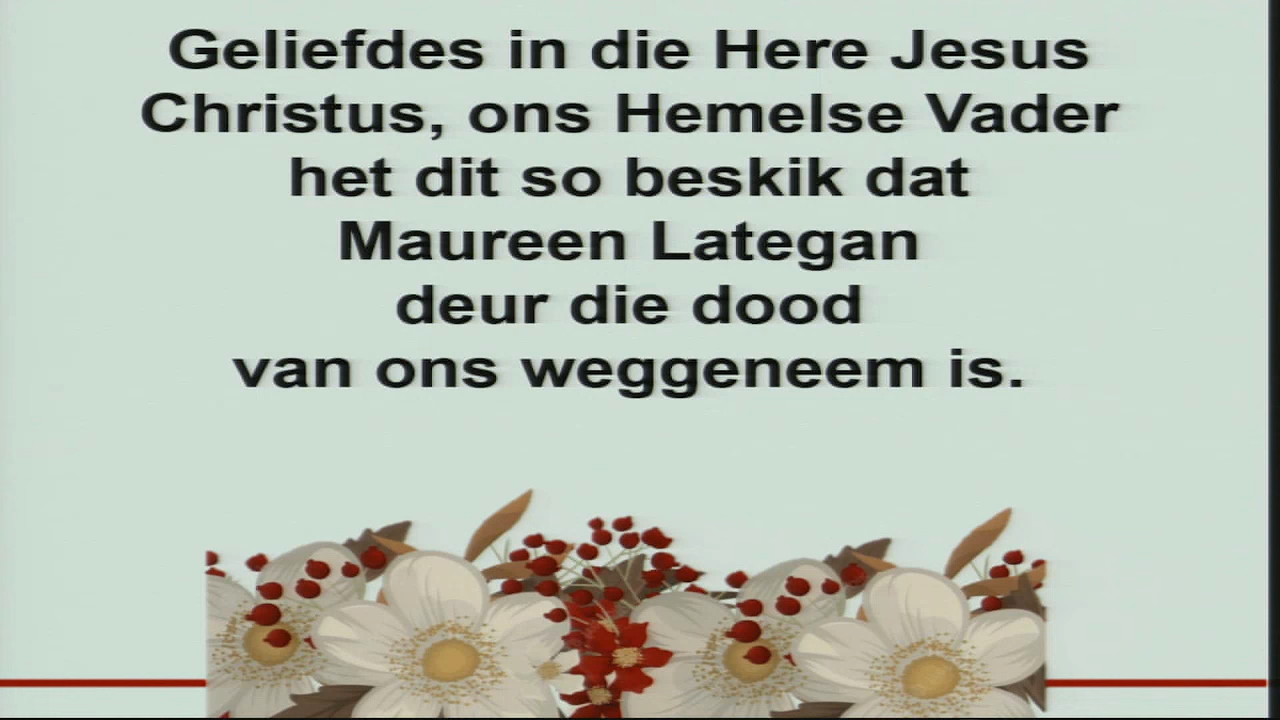 Geliefdes in die Here Jesus
Christus, ons Hemelse Vader
het dit so beskik dat
Maureen Lategan
deur die dood
van ons weggeneem is.